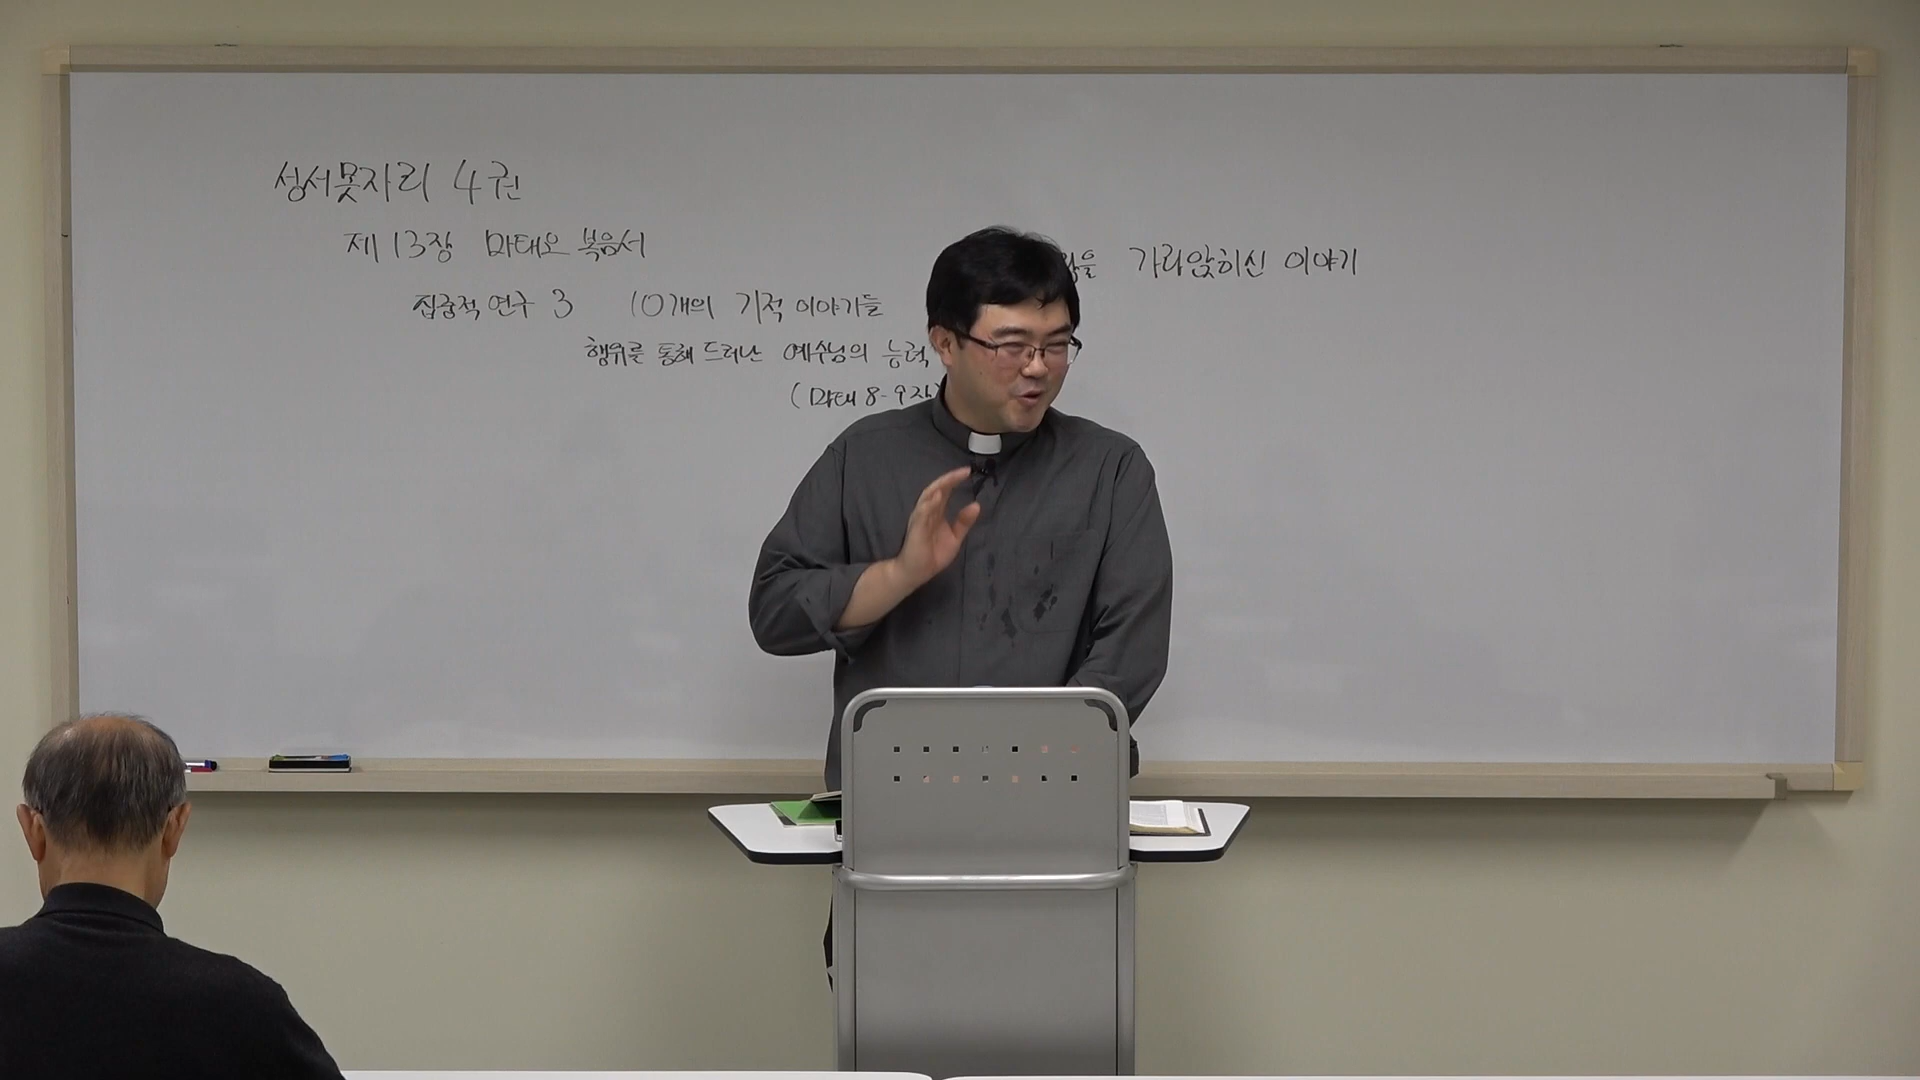 성서못자리 4권
제13장 마태오 복음서
집중적 연구 3 10개의 기적 이야기들
행위를 통해 드러난 예수님의 능력
(마태 8-9장)
가라앉히신 이야기